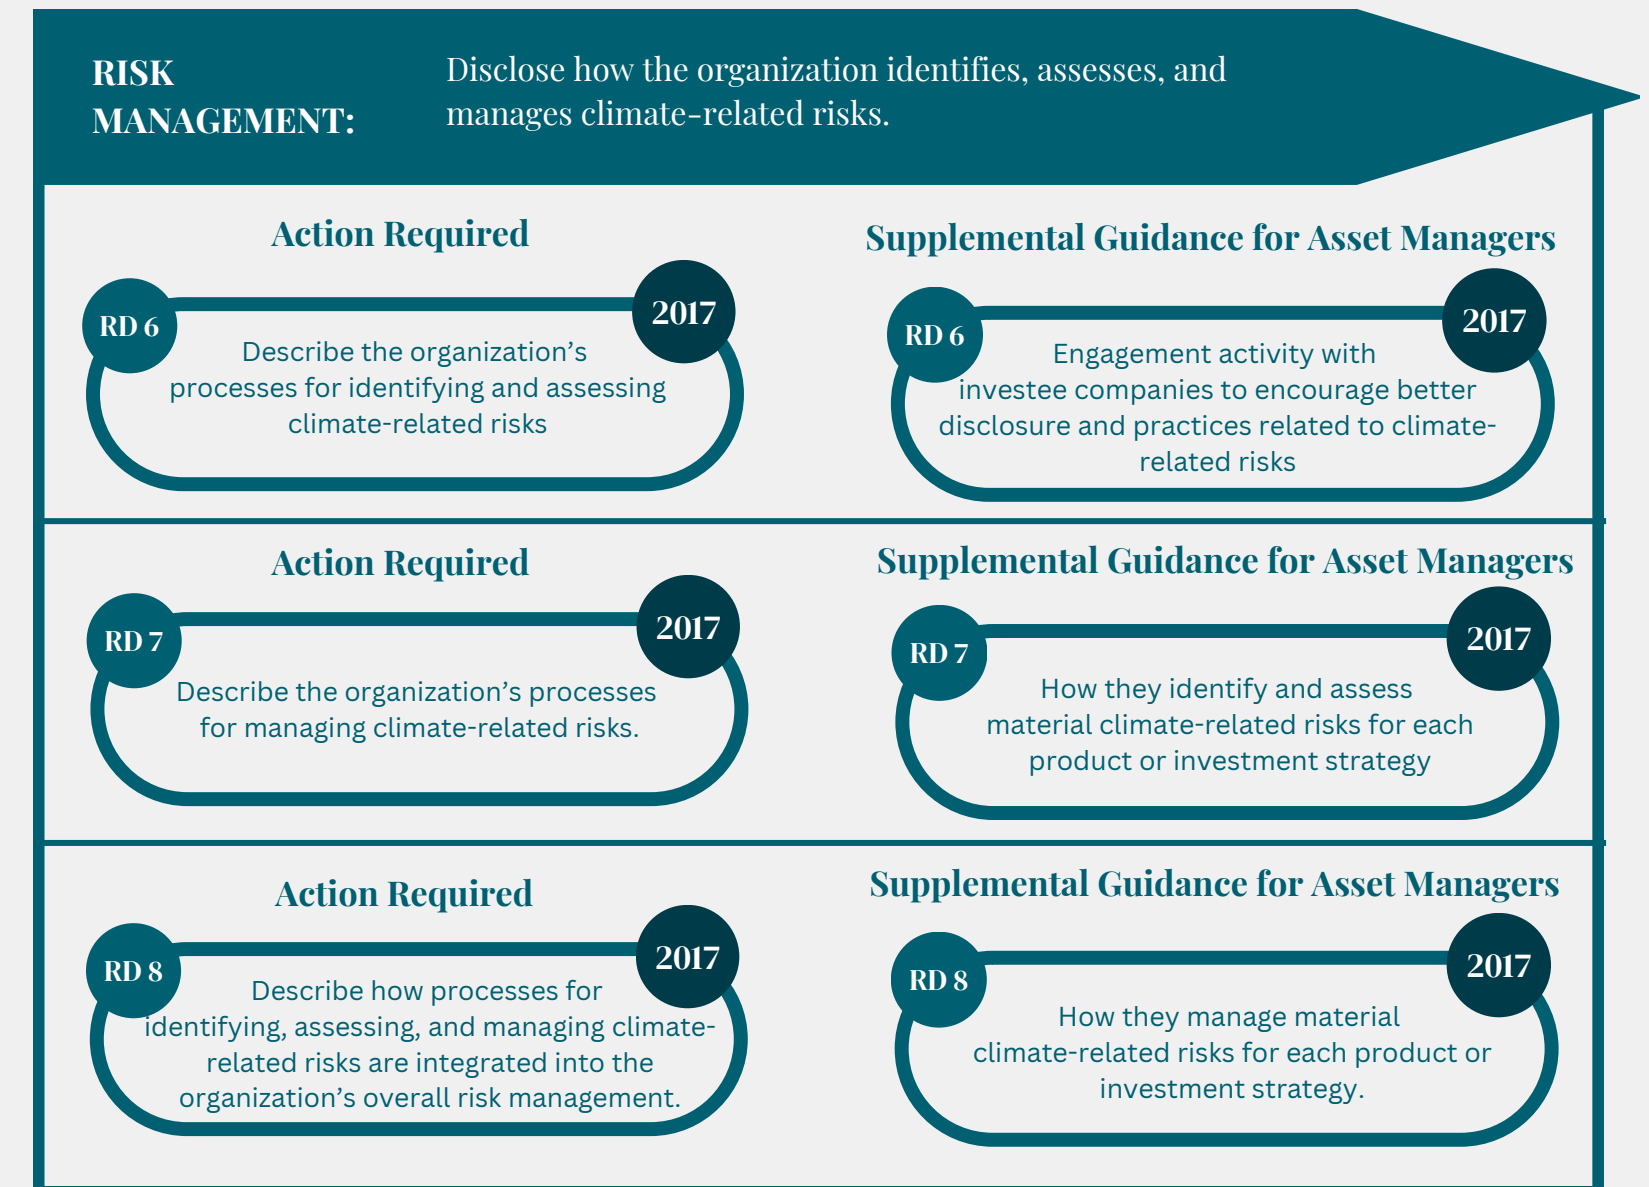 RISK
MANAGEMENT:
Disclose how the organization identifies, assesses, and
manages climate-related risks.
Action Required
RD 6
2017
Describe the organization’s
processes for identifying and assessing
climate-related risks
Supplemental Guidance for Asset Managers
RD 6
2017
Engagement activity with
investee companies to encourage better
disclosure and practices related to climate-
related risks
Action Required
RD 7
2017
Describe the organization’s processes
for managing climate-related risks.
Supplemental Guidance for Asset Managers
RD 7
2017
How they identify and assess
material climate-related risks for each
product or investment strategy
Action Required
RD 8
2017
Describe how processes for
identifying, assessing, and managing climate-
related risks are integrated into the
organization’s overall risk management.
Supplemental Guidance for Asset Managers
RD 8
2017
How they manage material
climate-related risks for each product or
investment strategy.